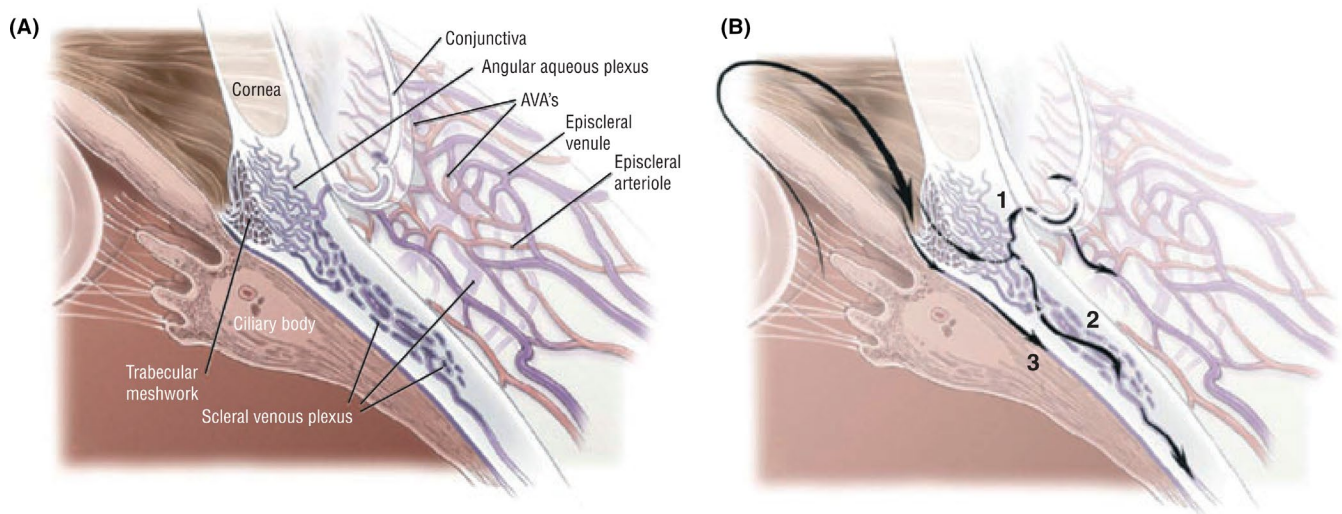 (A)
Conjunctiva
Angular aqueous plexus
Cornea
AVA's
Episcleral
venule
Episcleral
arteriole
Ciliary body
Trabecular
meshwork
Scleral venous plexus
(B)
1
2
3